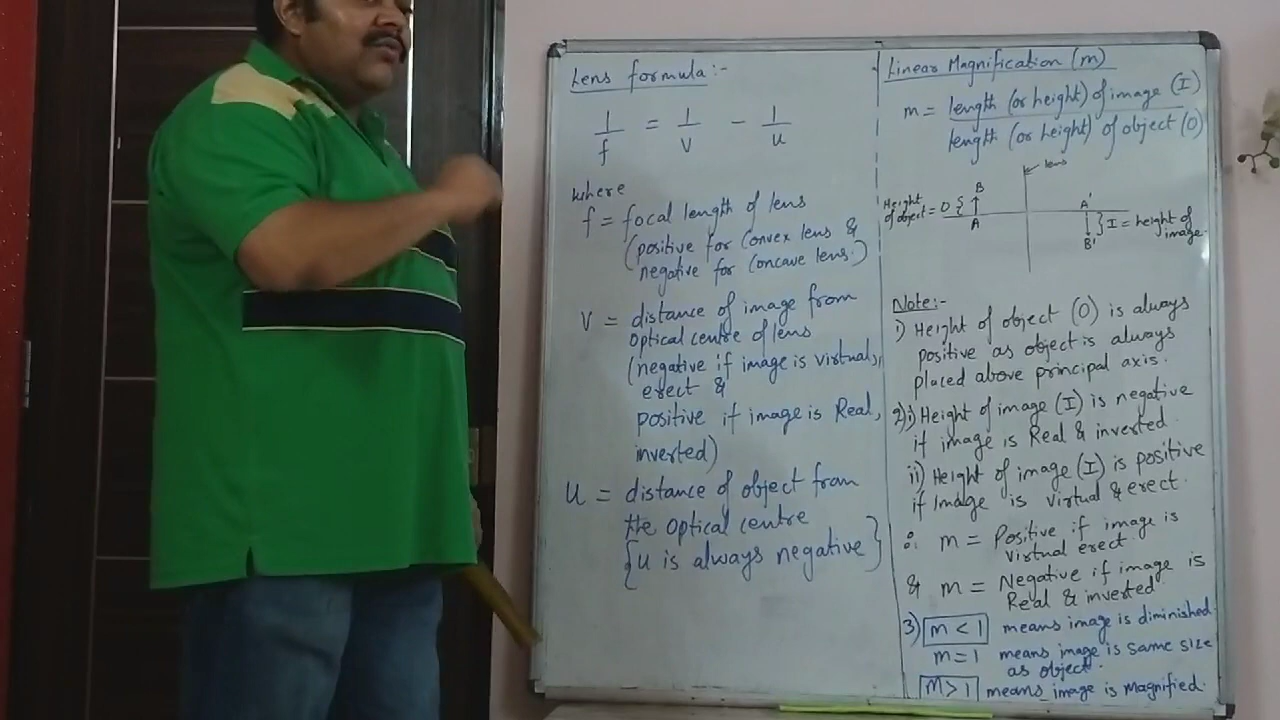 Lens formula:-
1/f = 1/v - 1/u
where
f = focal length of lens
(positive for Convex lens &
negative for Concave lens.)
V = distance of image from
optical centre of lens
(negative if image is virtual,
erect &
positive if image is Real,
inverted)
u = distance of object from
the optical centre
{u is always negative}
Linear Magnification (m)
m = length (or height) of image (I)
length (or height) of object (O)
lens
B
Height
of object = O {
A
A'
} I = height of
image.
B'
Note:-
1) Height of object (O) is always
positive as object is always
placed above principal axis.
2) i) Height of image (I) is negative
if image is Real & inverted.
ii) Height of image (I) is positive
if Image is virtual & erect.
∴ m = Positive if image is
virtual erect.
& m = Negative if image is
Real & inverted
3) m < 1 means image is diminished
m = 1 means image is same size
as object.
m > 1 means image is Magnified.